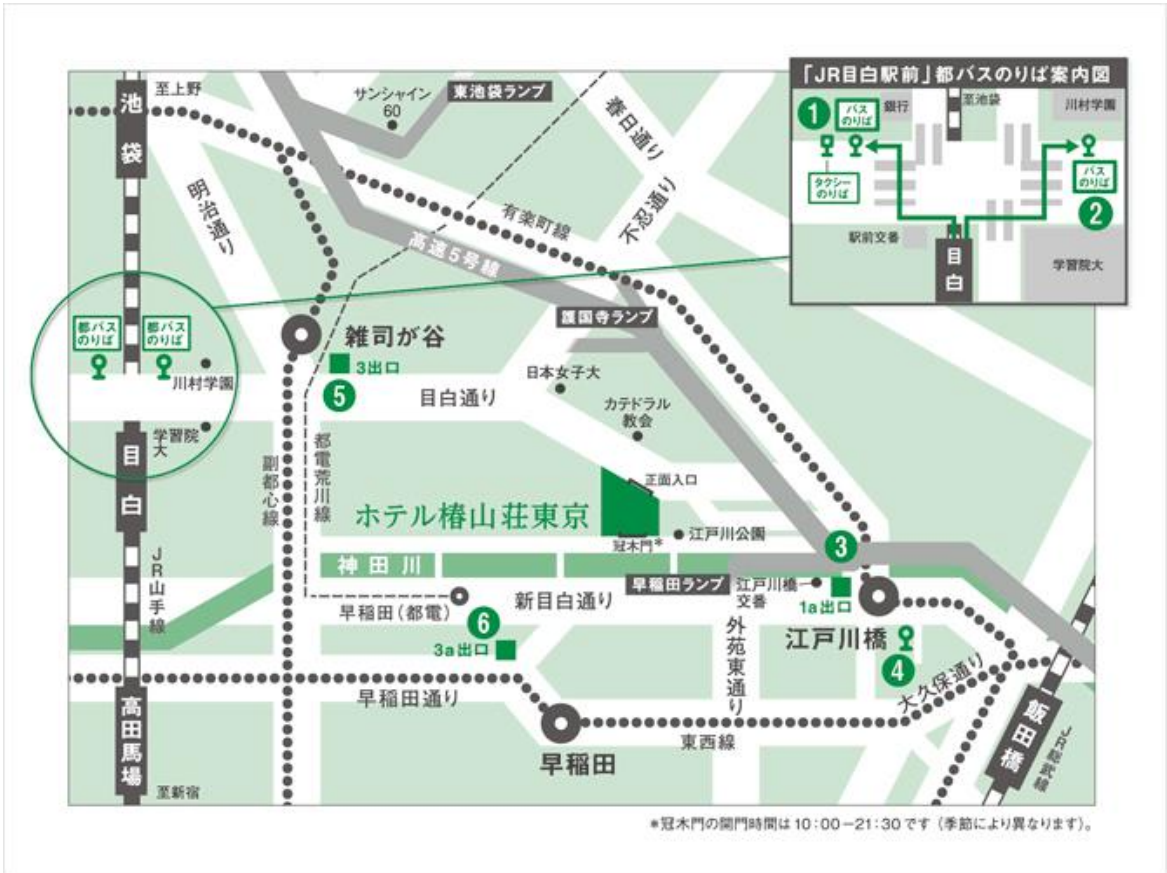 「JR目白駅前」都バスのりば案内図
1
バス
のりば
銀行
至池袋
川村学園
タクシー
のりば
バス
のりば
2
駅前交番
目白
学習院大
池袋
至上野
サンシャイン
60
東池袋ランプ
春日通り
明治通り
不忍通り
有楽町線
高速5号線
護国寺ランプ
都バス
のりば
都バス
のりば
川村学園
雑司が谷
3出口
5
目白通り
日本女子大
カテドラル
教会
学習院
大
目白
副都心線
都電荒川線
正面入口
ホテル椿山荘東京
江戸川公園
冠木門*
3
JR山手線
神田川
早稲田ランプ
江戸川橋
交番
1a出口
早稲田(都電)
新目白通り
6
3a出口
外苑東通り
江戸川橋
4
大久保通り
早稲田通り
高田馬場
東西線
早稲田
飯田橋
JR総武線
至新宿
*冠木門の開門時間は10:00−21:30です(季節により異なります)。